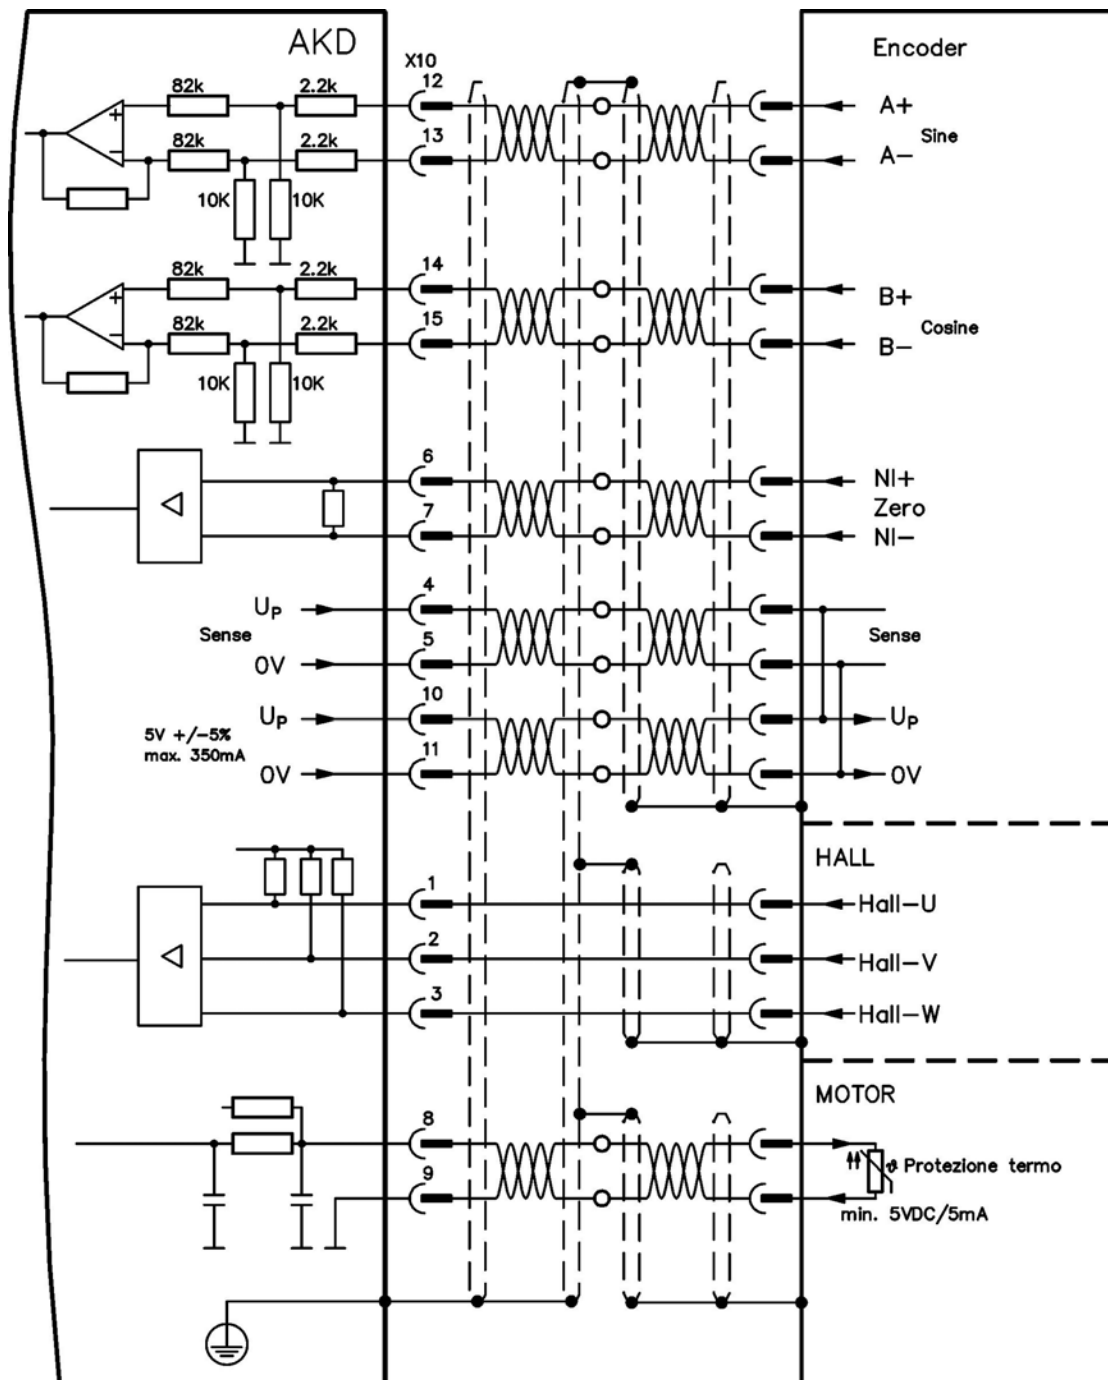 AKD
X10
Encoder
82k 2.2k 12 A+
Sine
82k 2.2k 13 A-
10K 10K
82k 2.2k 14 B+
Cosine
82k 2.2k 15 B-
10K 10K
6 NI+
Zero
7 NI-
UP 4
Sense Sense
0V 5
UP 10 UP
5V +/-5%
max. 350mA
0V 11 0V
HALL
1 Hall-U
2 Hall-V
3 Hall-W
MOTOR
8
ϑ Protezione termo
9
min. 5VDC/5mA